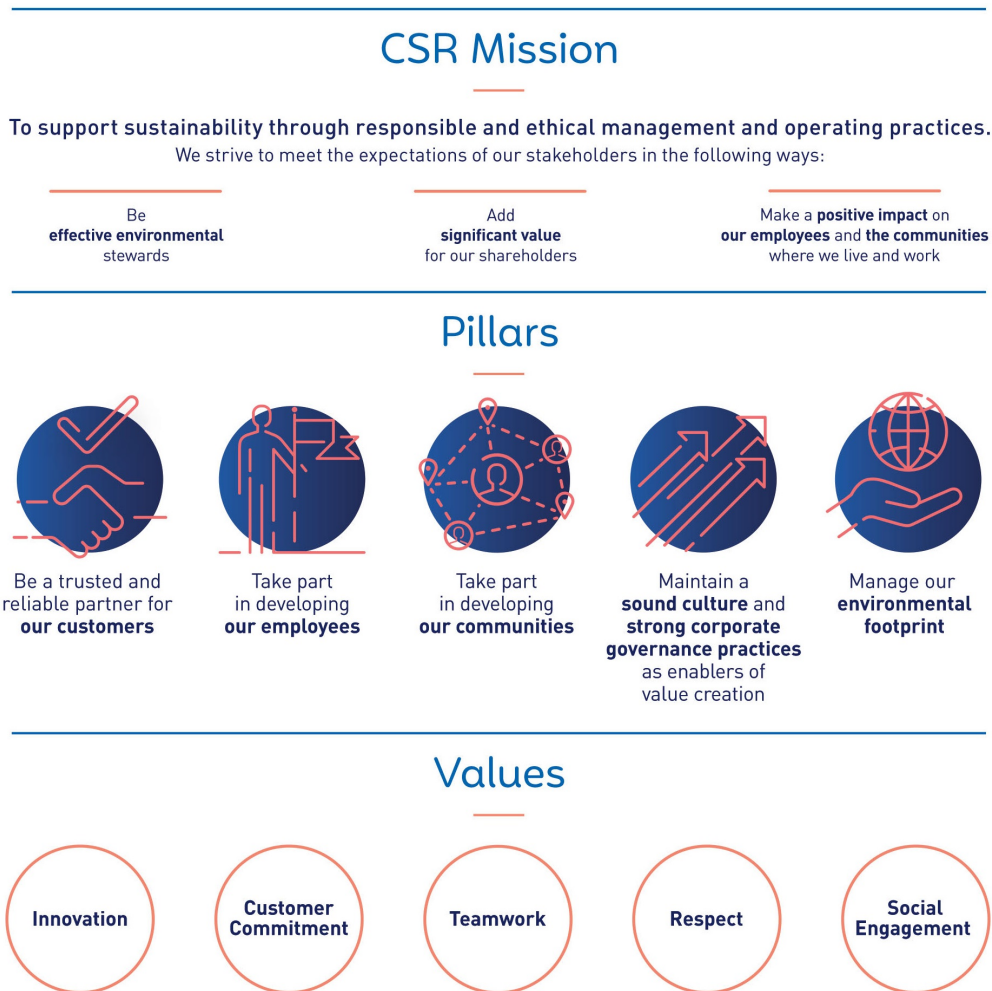 CSR Mission
To support sustainability through responsible and ethical management and operating practices.
We strive to meet the expectations of our stakeholders in the following ways:
Be
effective environmental
stewards
Add
significant value
for our shareholders
Make a positive impact on
our employees and the communities
where we live and work
Pillars
Be a trusted and
reliable partner for
our customers
Take part
in developing
our employees
Take part
in developing
our communities
Maintain a
sound culture and
strong corporate
governance practices
as enablers of
value creation
Manage our
environmental
footprint
Values
Innovation
Customer
Commitment
Teamwork
Respect
Social
Engagement